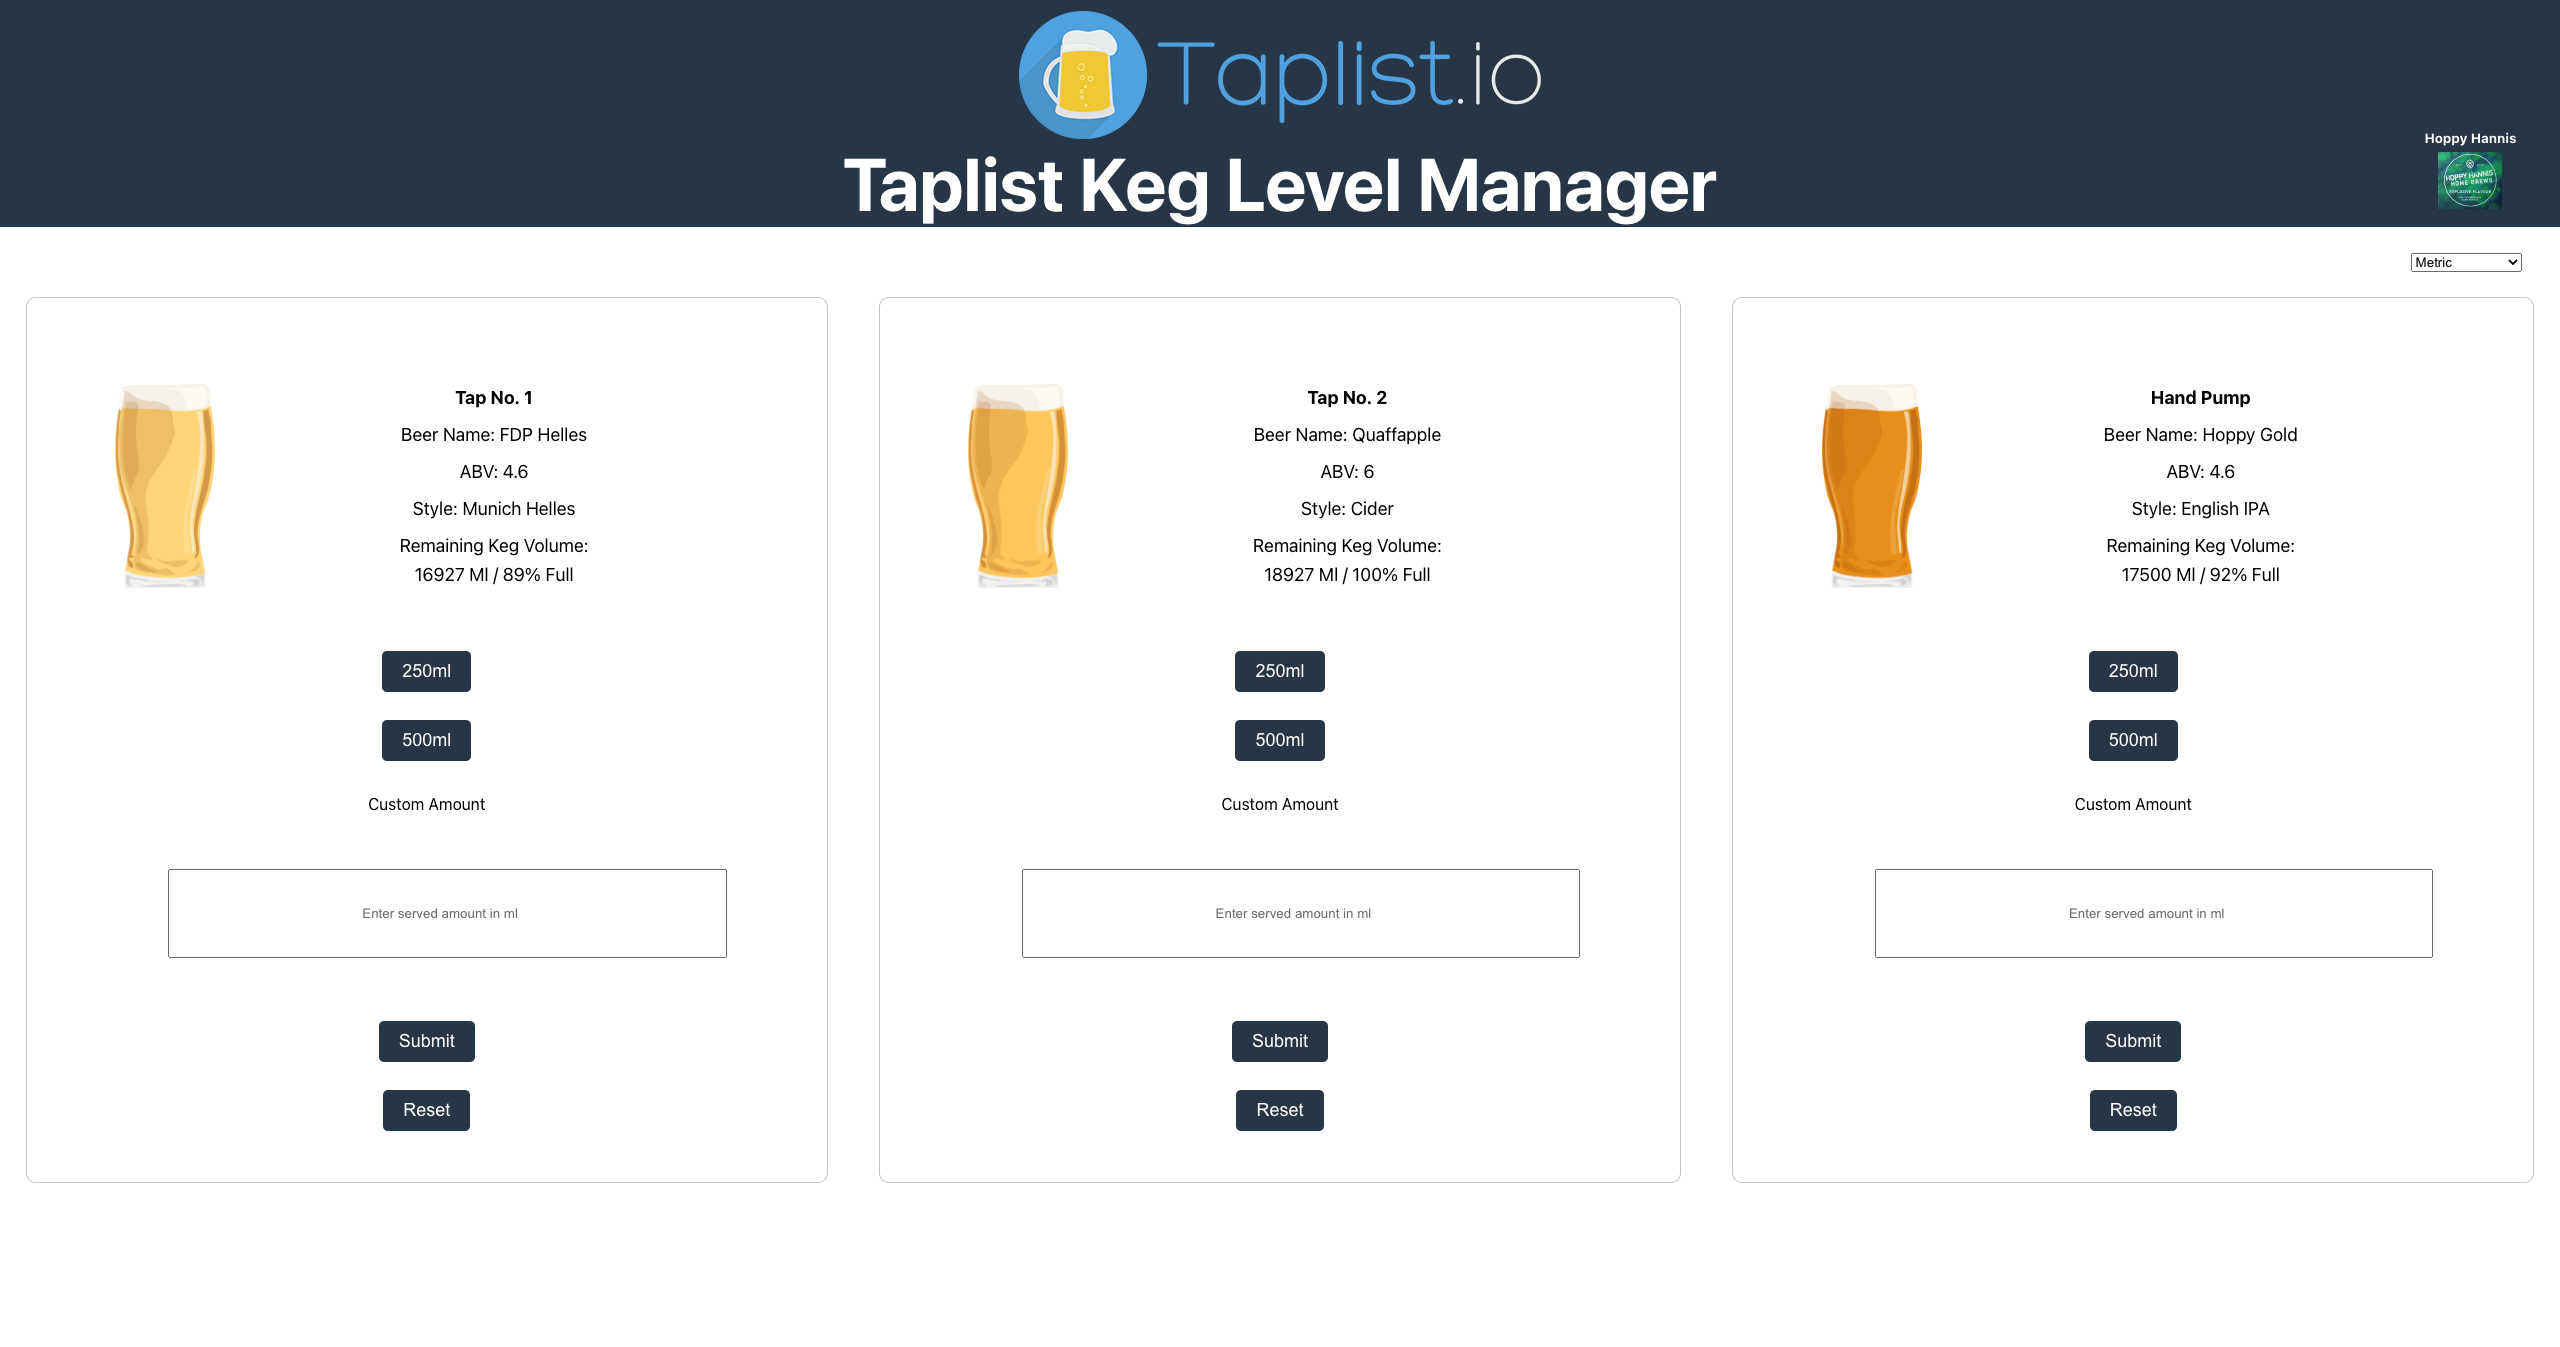 Taplist.io
Taplist Keg Level Manager
Hoppy Hannis
HOPPY HANNIS
HOME BREWS
EXPLOSIVE FLAVOUR
Metric
Tap No. 1
Beer Name: FDP Helles
ABV: 4.6
Style: Munich Helles
Remaining Keg Volume:
16927 Ml / 89% Full
250ml
500ml
Custom Amount
Enter served amount in ml
Submit
Reset
Tap No. 2
Beer Name: Quaffapple
ABV: 6
Style: Cider
Remaining Keg Volume:
18927 Ml / 100% Full
250ml
500ml
Custom Amount
Enter served amount in ml
Submit
Reset
Hand Pump
Beer Name: Hoppy Gold
ABV: 4.6
Style: English IPA
Remaining Keg Volume:
17500 Ml / 92% Full
250ml
500ml
Custom Amount
Enter served amount in ml
Submit
Reset